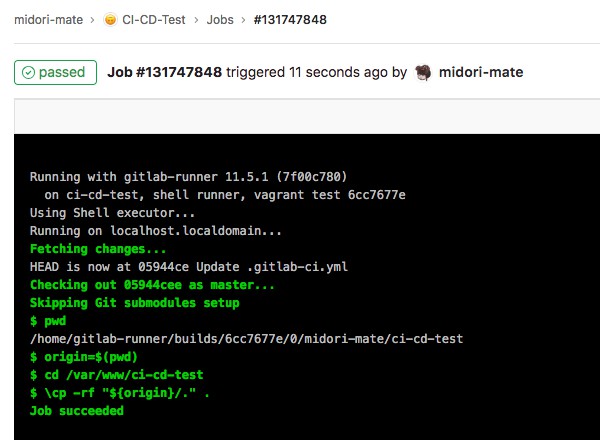 midori-mate › CI-CD-Test › Jobs › #131747848
passed Job #131747848 triggered 11 seconds ago by midori-mate
Running with gitlab-runner 11.5.1 (7f00c780)
on ci-cd-test, shell runner, vagrant test 6cc7677e
Using Shell executor...
Running on localhost.localdomain...
Fetching changes...
HEAD is now at 05944ce Update .gitlab-ci.yml
Checking out 05944cee as master...
Skipping Git submodules setup
$ pwd
/home/gitlab-runner/builds/6cc7677e/0/midori-mate/ci-cd-test
$ origin=$(pwd)
$ cd /var/www/ci-cd-test
$ \cp -rf "${origin}/." .
Job succeeded